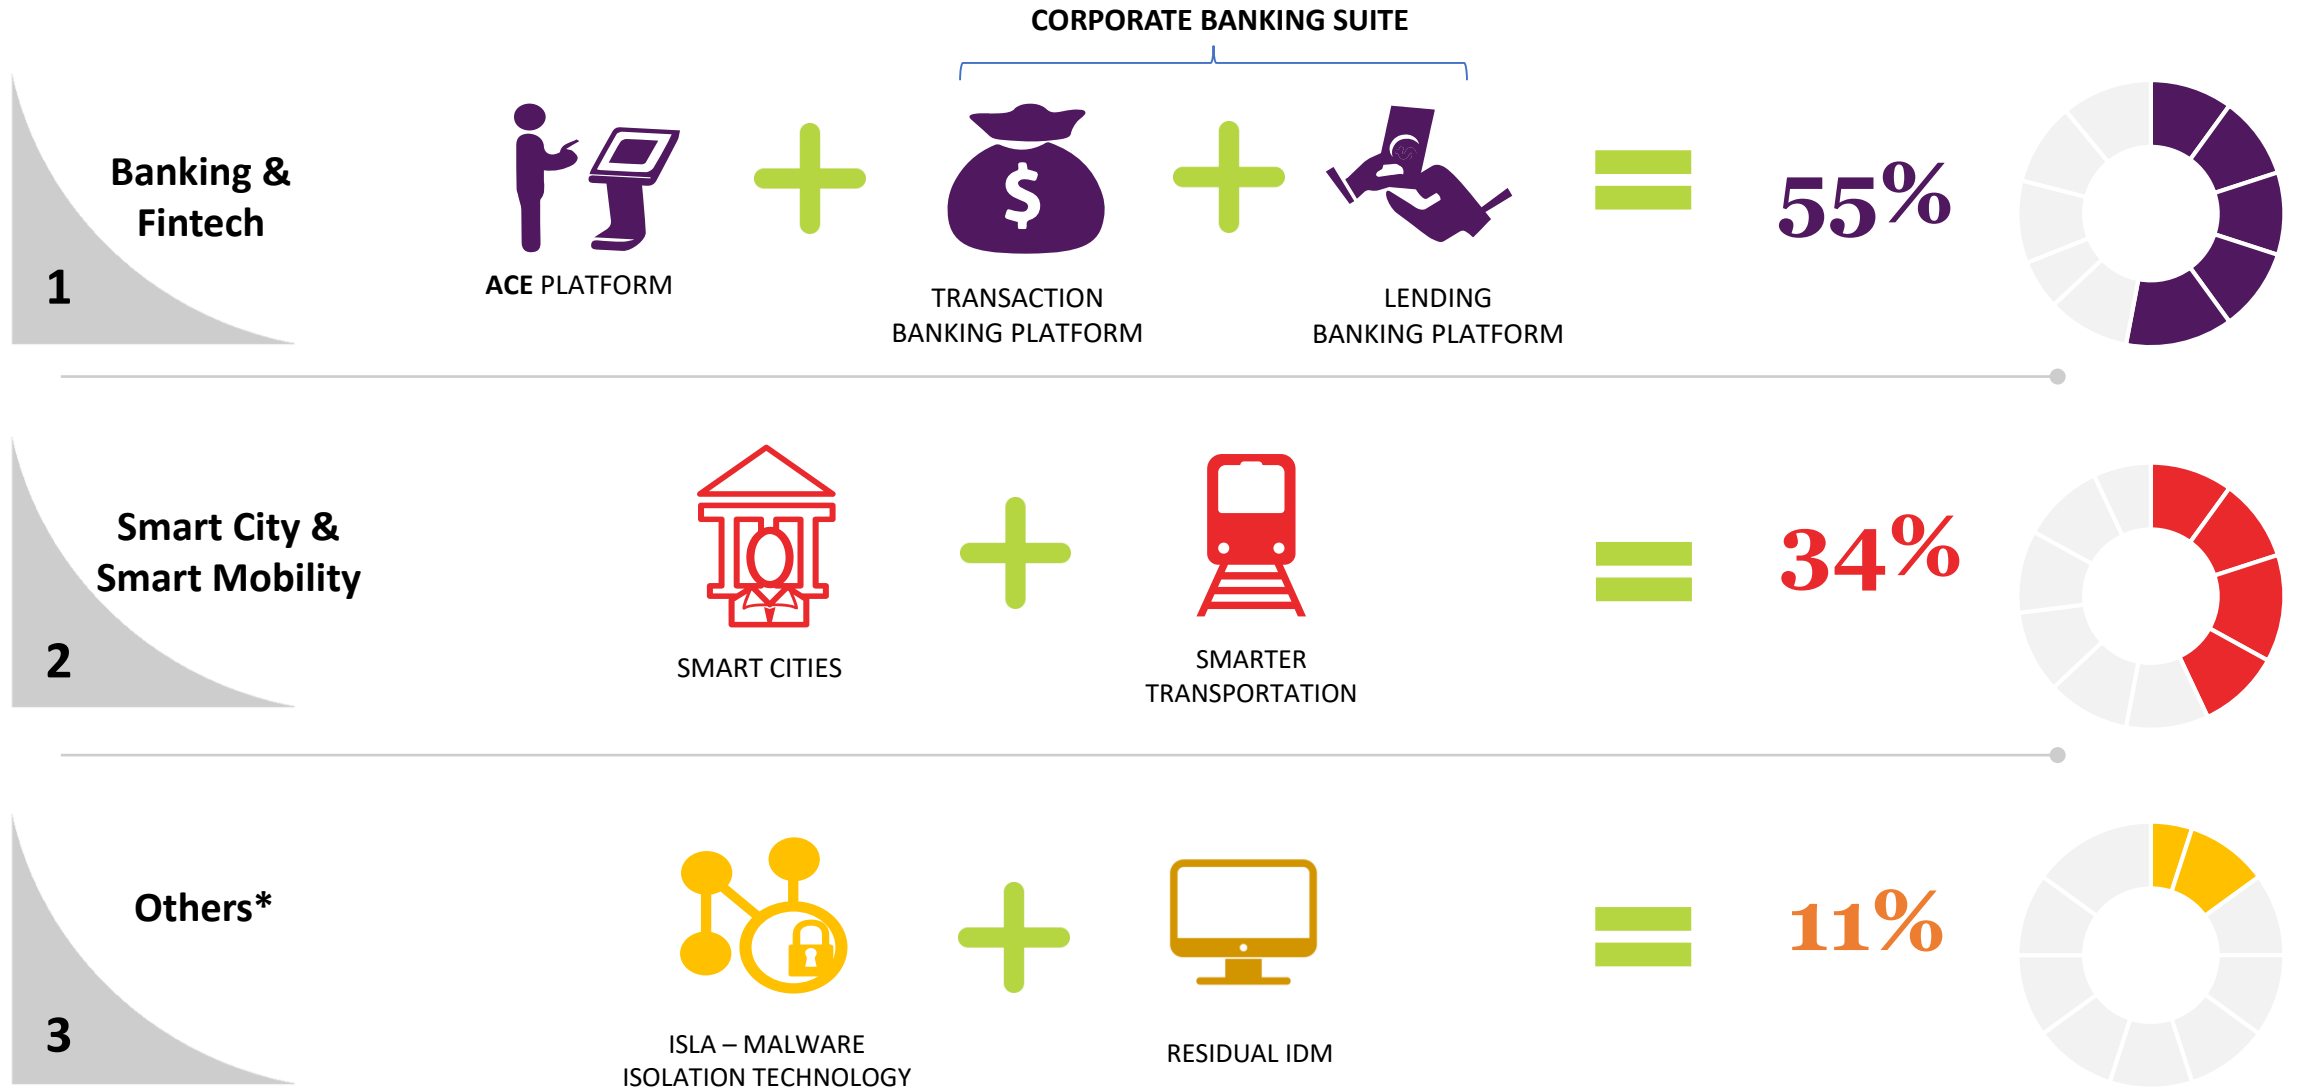 CORPORATE BANKING SUITE
Banking &
Fintech
1
ACE PLATFORM
$
TRANSACTION
BANKING PLATFORM
$
LENDING
BANKING PLATFORM
55%
Smart City &
Smart Mobility
2
SMART CITIES
SMARTER
TRANSPORTATION
34%
Others*
3
ISLA – MALWARE
ISOLATION TECHNOLOGY
RESIDUAL IDM
11%